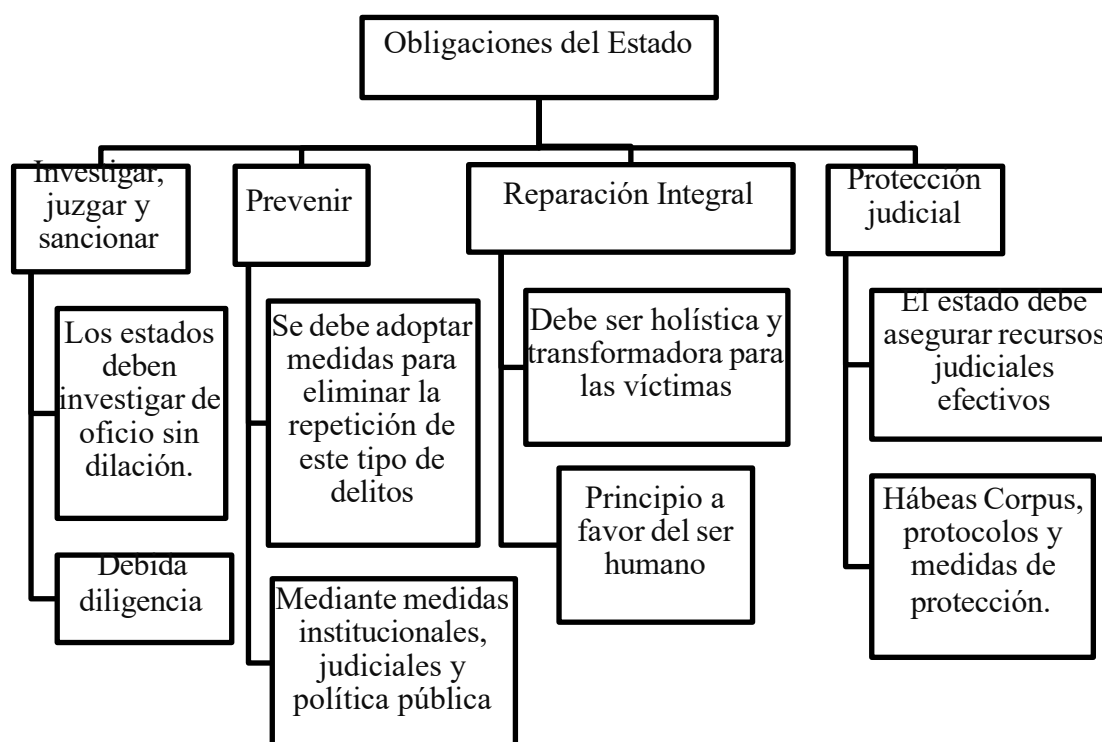 Obligaciones del Estado
Investigar,
juzgar y
sancionar
Los estados
deben
investigar de
oficio sin
dilación.
Debida
diligencia
Prevenir
Se debe adoptar
medidas para
eliminar la
repetición de
este tipo de
delitos
Mediante medidas
institucionales,
judiciales y
política pública
Reparación Integral
Debe ser holística y
transformadora para
las víctimas
Principio a
favor del ser
humano
Protección
judicial
El estado debe
asegurar recursos
judiciales
efectivos
Hábeas Corpus,
protocolos y
medidas de
protección.